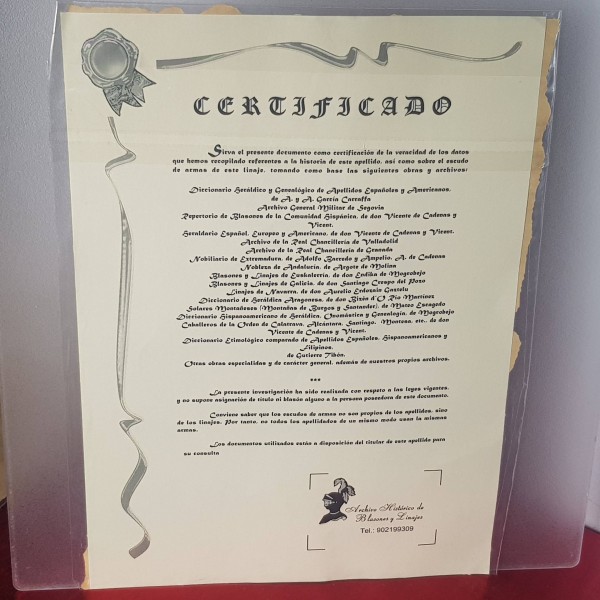 CERTIFICADO
Sirva el presente documento como certificación de la veracidad de los datos
que hemos recopilado referentes a la historia de este apellido, así como sobre el escudo
de armas de este linaje, tomando como base las siguientes obras y archivos:
Diccionario Heráldico y Genealógico de Apellidos Españoles y Americanos,
de A. y A. García Carraffa
Archivo General Militar de Segovia
Repertorio de Blasones de la Comunidad Hispánica, de don Vicente de Cadenas y
Vicent.
Heraldario Español, Europeo y Americano, de don Vicente de Cadenas y Vicent.
Archivo de la Real Chancillería de Valladolid
Archivo de la Real Chancillería de Granada
Nobiliario de Extremadura, de Adolfo Barredo y Ampelio, A. de Cadenas
Nobleza de Andalucía, de Argote de Molina
Blasones y Linajes de Euskalerria, de don Endika de Mogrobejo
Blasones y Linajes de Galicia, de don Santiago Crespo del Pozo
Linajes de Navarra, de don Aurelio Erdozain Gaztelu
Diccionario de Heráldica Aragonesa, de don Bizén d'O Río Martínez
Solares Montañeses (Montañas de Burgos y Santander), de Mateo Escagedo
Diccionario Hispanoamericano de Heráldica, Onomástica y Genealogía, de Mogrobejo
Caballeros de la Orden de Calatrava, Alcántara, Santiago, Montesa, etc., de don
Vicente de Cadenas y Vicent.
Diccionario Etimológico comparado de Apellidos Españoles, Hispanoamericanos y
Filipinos,
de Gutierre Tibón.
Otras obras especialidas y de carácter general, además de nuestros propios archivos.
***
La presente investigación ha sido realizada con respeto a las leyes vigentes,
y no supone asignación de título ni blasón alguno a la persona poseedora de este documento.
Conviene saber que los escudos de armas no son propios de los apellidos, sino
de los linajes. Por tanto, no todos los apellidados de un mismo modo usan la mismas
armas.
Los documentos utilizados están a disposición del titular de este apellido para
su consulta
Archivo Histórico de
Blasones y Linajes
Tel.: 902199309